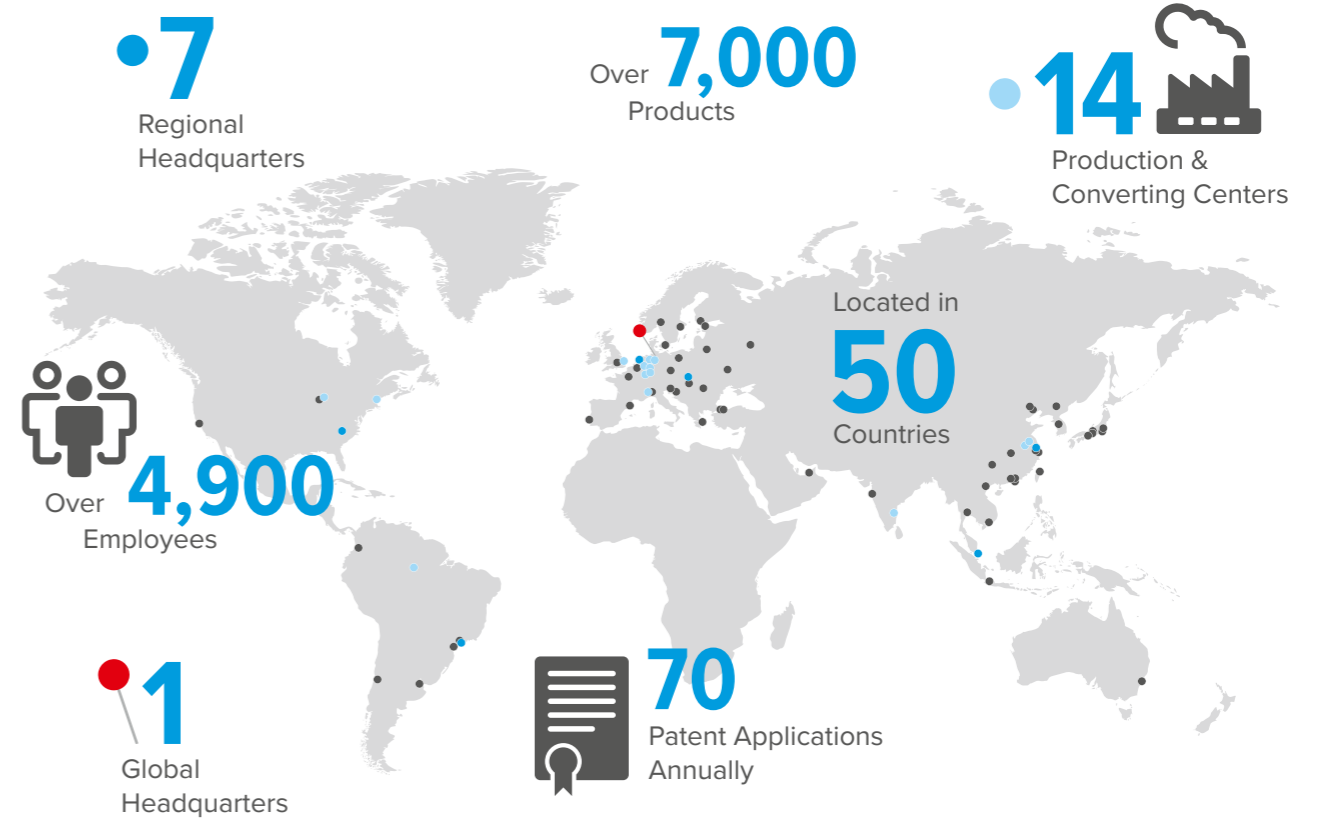 7
Regional
Headquarters
Over 7,000
Products
14
Production &
Converting Centers
Located in
50
Countries
Over 4,900
Employees
1
Global
Headquarters
70
Patent Applications
Annually